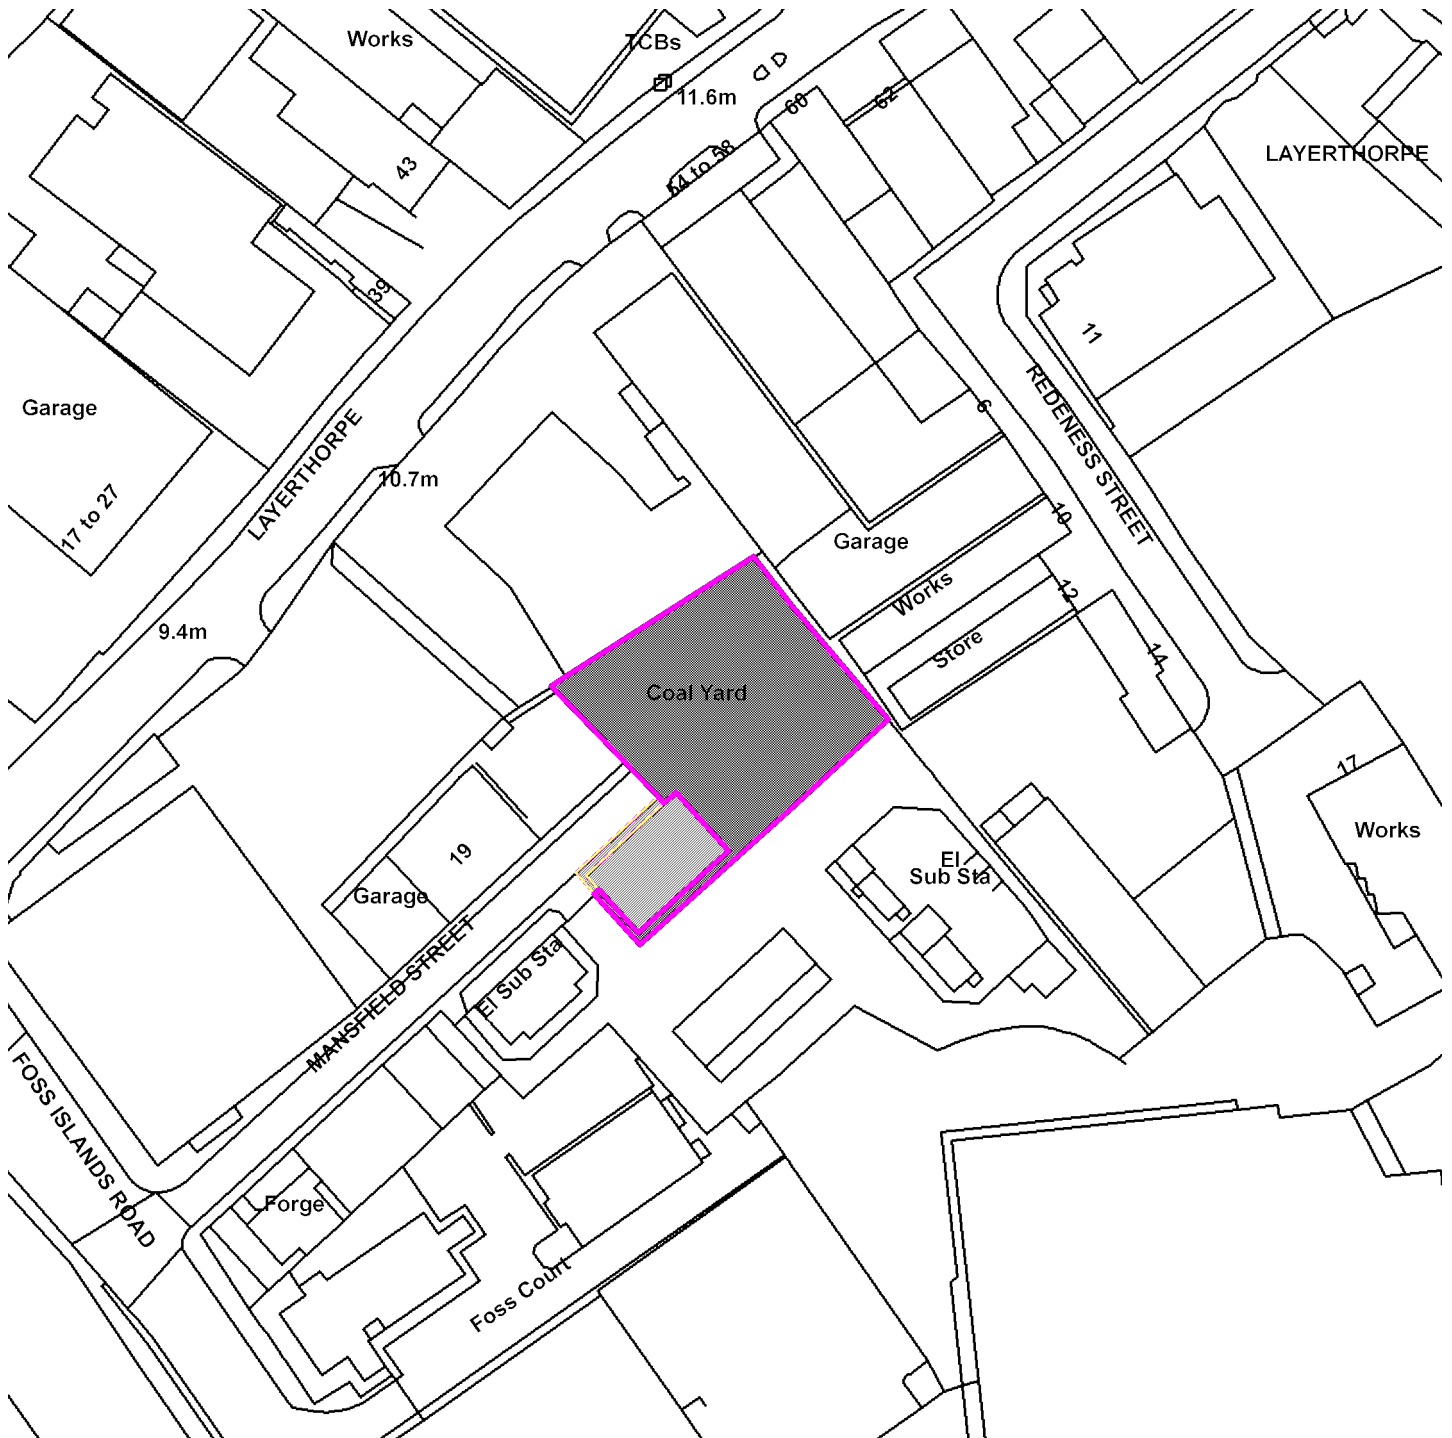 Works
TCBs
11.6m
60
62
54 to 58
LAYERTHORPE
43
39
11
Garage
LAYERTHORPE
6
REDENESS STREET
10.7m
17 to 27
10
Garage
Works
12
9.4m
Store
14
Coal Yard
17
Works
19
El
Sub Sta
Garage
MANSFIELD STREET
El Sub Sta
FOSS ISLANDS ROAD
Forge
Foss Court